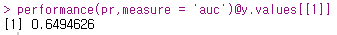 > performance(pr,measure = 'auc')@y.values[[1]]
[1] 0.6494626